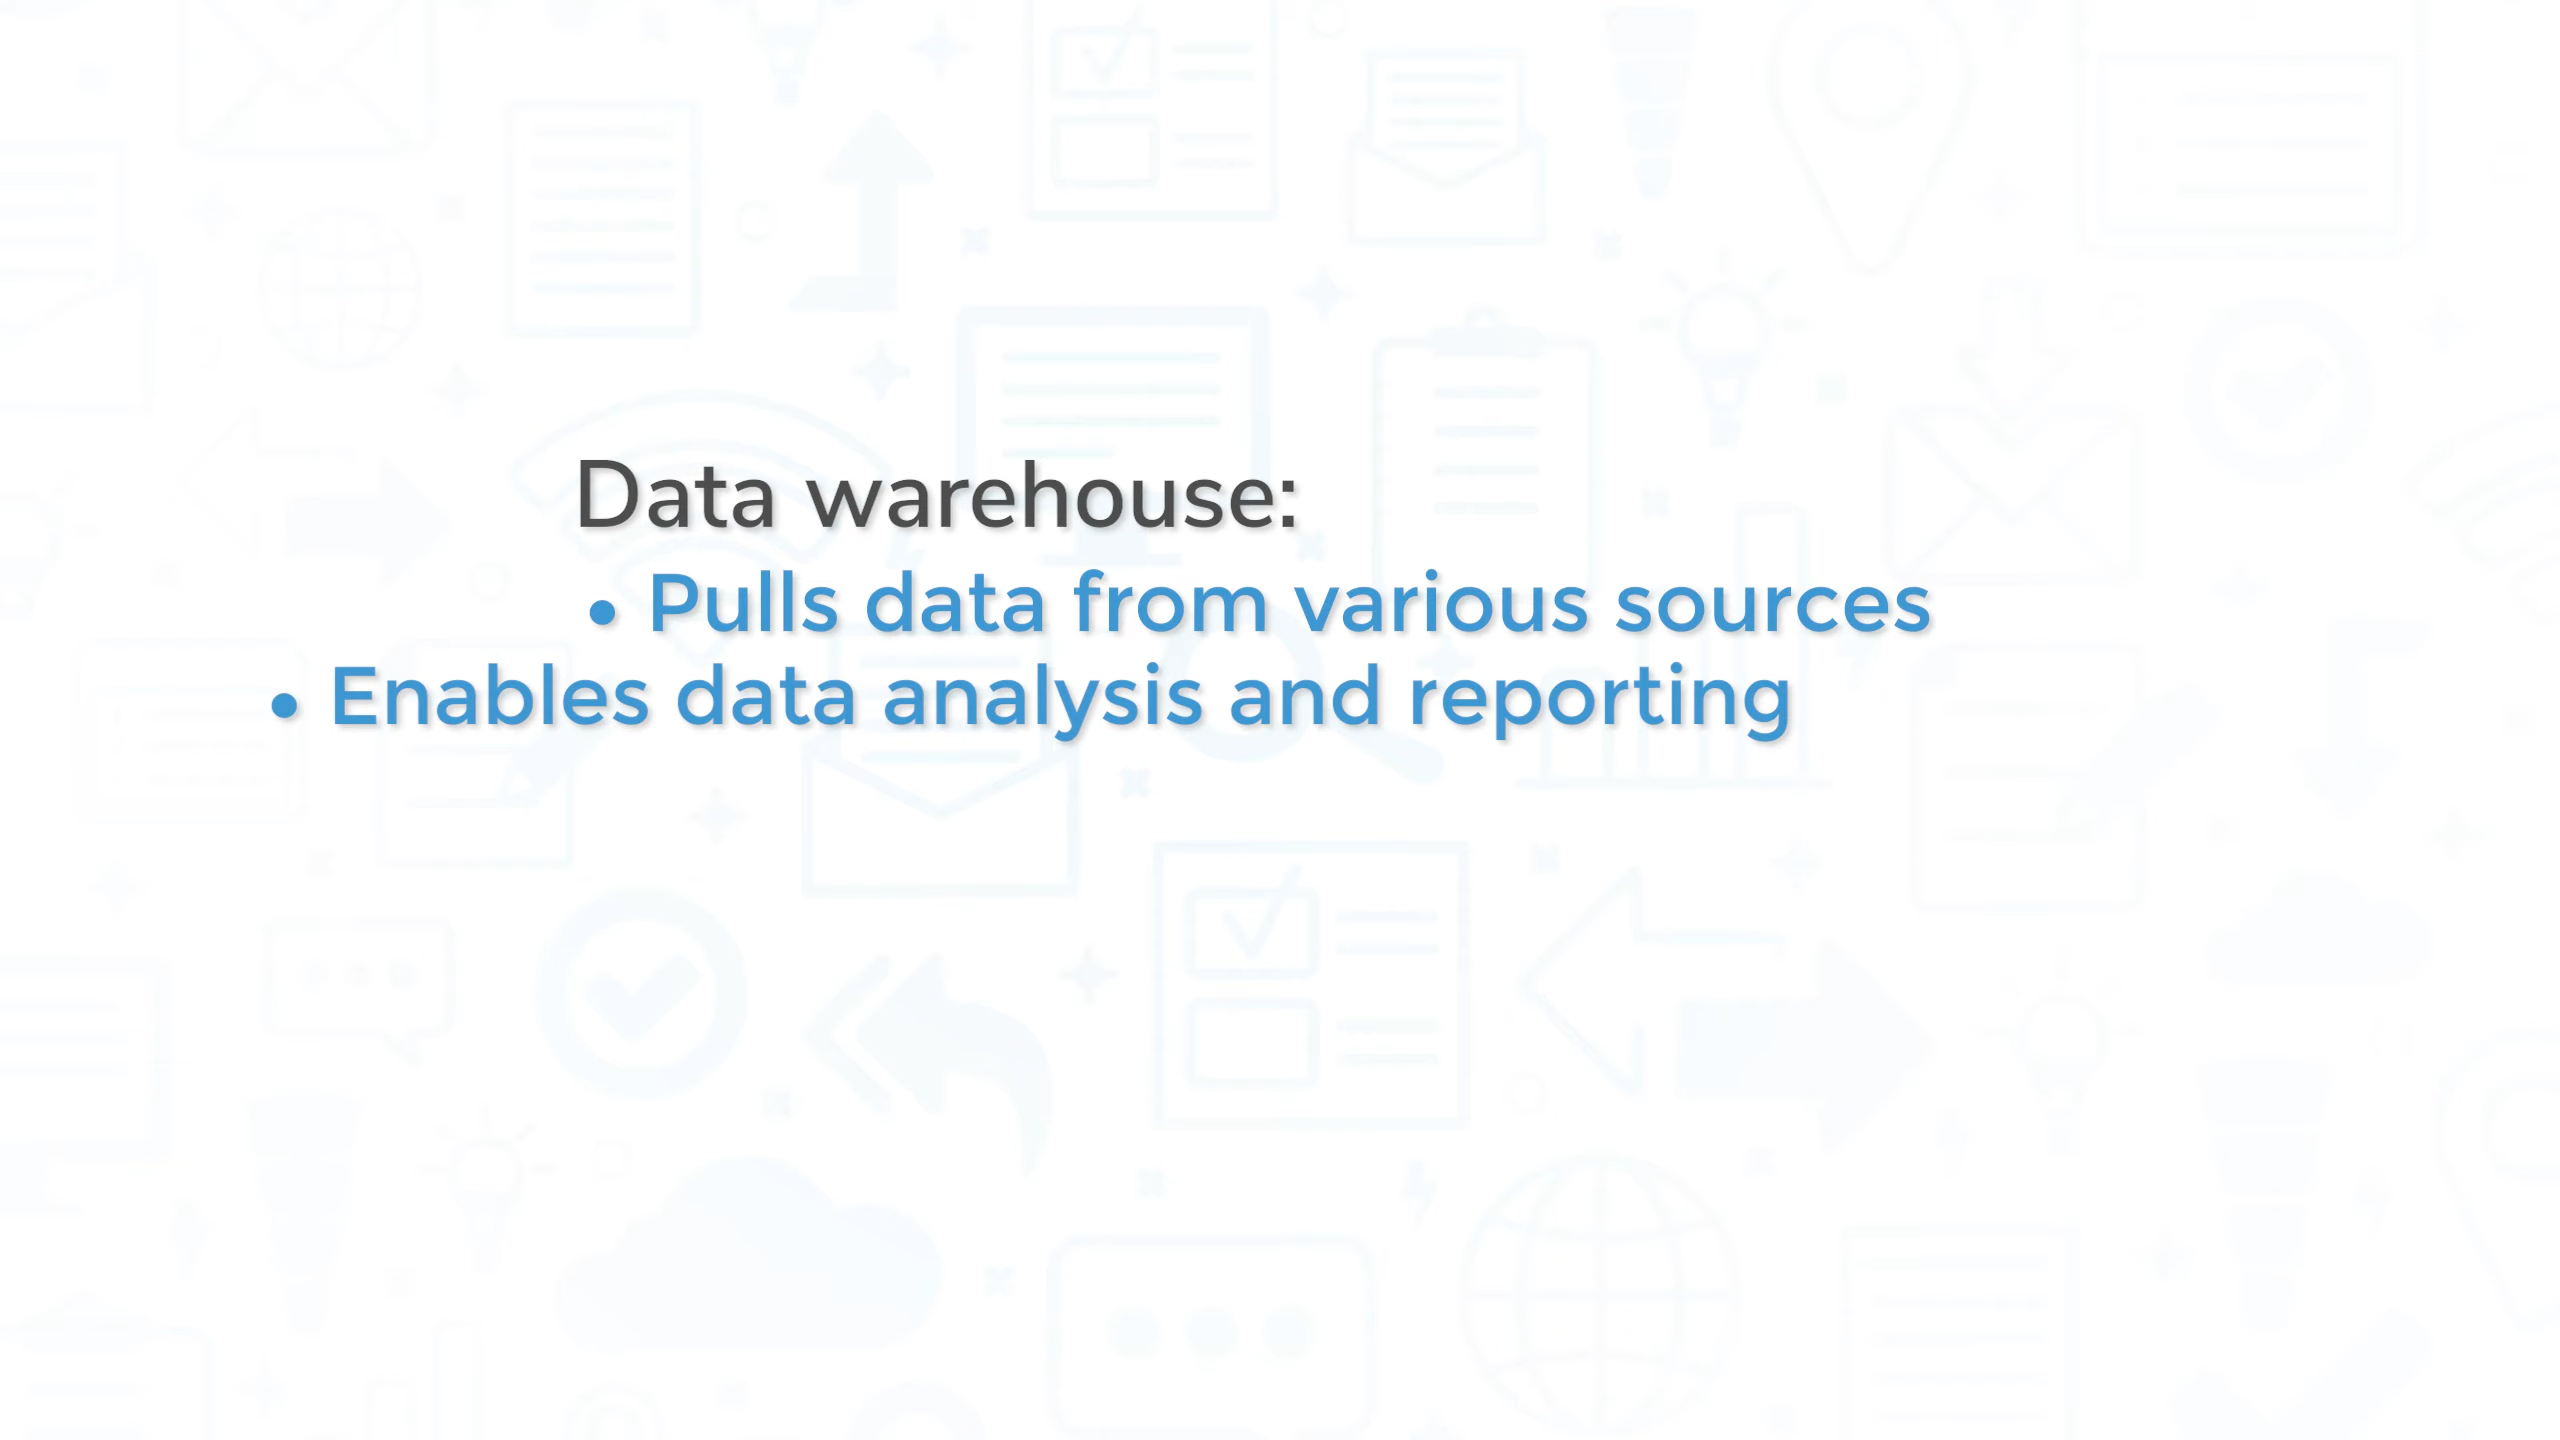 Data warehouse:
• Pulls data from various sources
• Enables data analysis and reporting